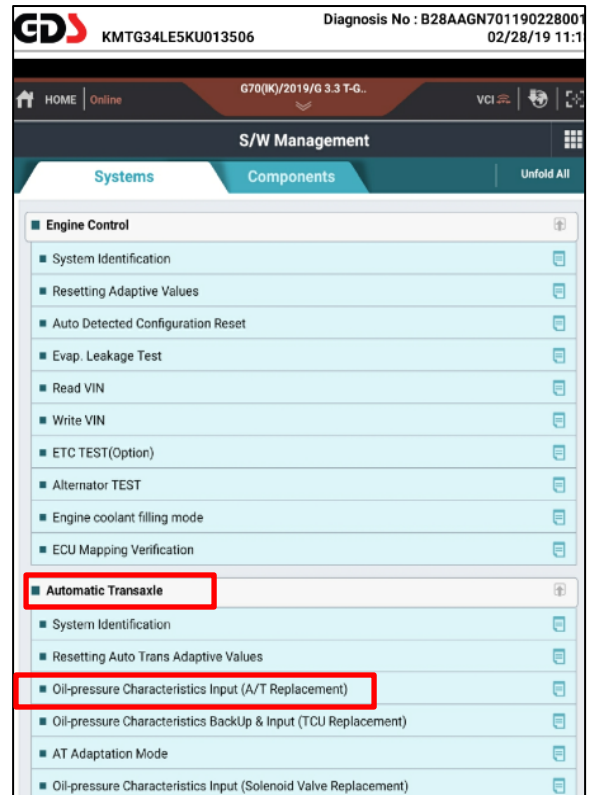 GDS
KMTG34LE5KU013506
Diagnosis No : B28AAGN701190228001
02/28/19 11:1
HOME | Online
G70(IK)/2019/G 3.3 T-G..
VCI
S/W Management
Systems
Components
Unfold All
Engine Control
System Identification
Resetting Adaptive Values
Auto Detected Configuration Reset
Evap. Leakage Test
Read VIN
Write VIN
ETC TEST(Option)
Alternator TEST
Engine coolant filling mode
ECU Mapping Verification
Automatic Transaxle
System Identification
Resetting Auto Trans Adaptive Values
Oil-pressure Characteristics Input (A/T Replacement)
Oil-pressure Characteristics BackUp & Input (TCU Replacement)
AT Adaptation Mode
Oil-pressure Characteristics Input (Solenoid Valve Replacement)